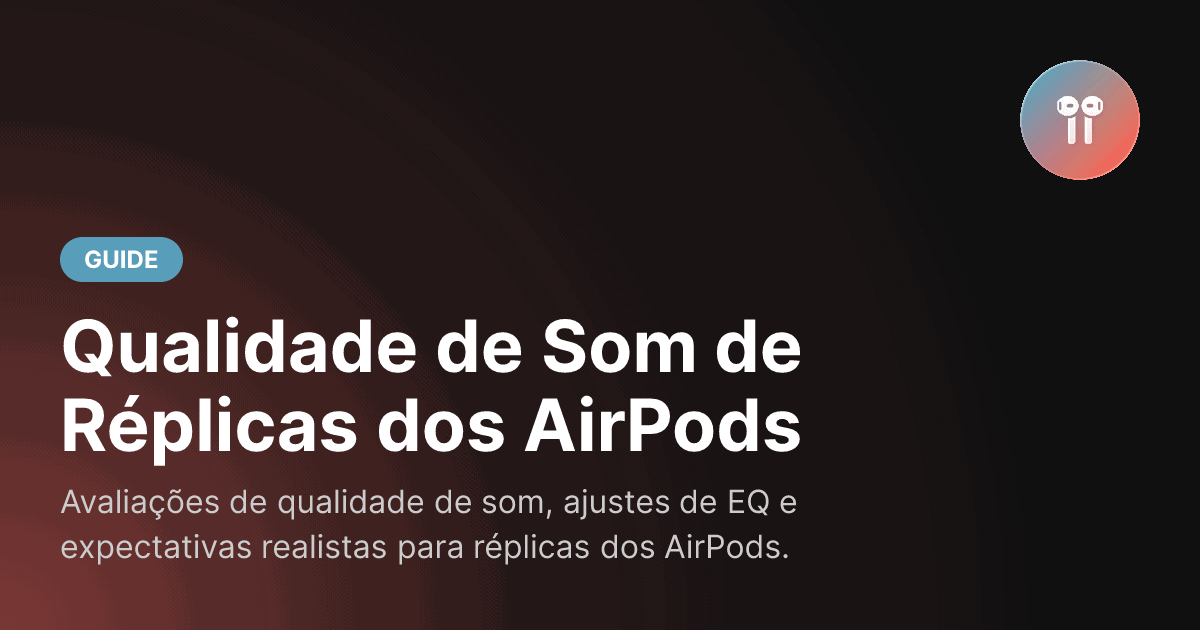 GUIDE
Qualidade de Som de
Réplicas dos AirPods
Avaliações de qualidade de som, ajustes de EQ e
expectativas realistas para réplicas dos AirPods.